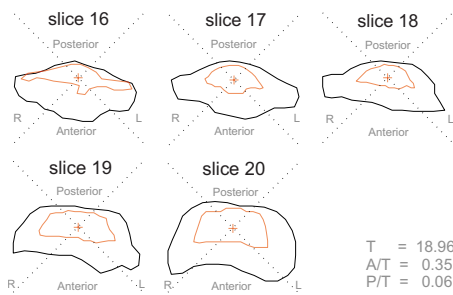 slice 16 slice 17 slice 18
Posterior Posterior Posterior
R L R L R L
Anterior Anterior Anterior
slice 19 slice 20
Posterior Posterior
R L R L
Anterior Anterior
T = 18.96
A/T = 0.35
P/T = 0.06